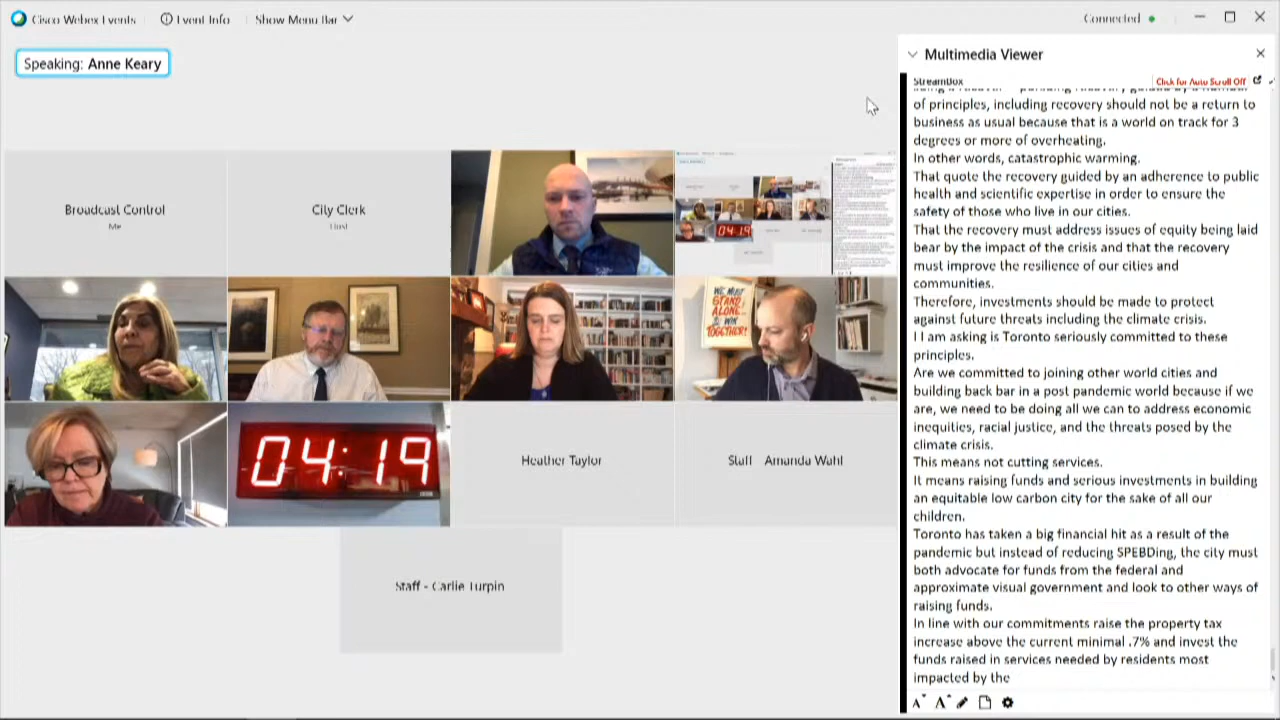 Cisco Webex Events
Event Info
Show Menu Bar
Connected
Speaking: Anne Keary
Multimedia Viewer
StreamBox
Click for Auto Scroll Off
of principles, including recovery should not be a return to
business as usual because that is a world on track for 3
degrees or more of overheating.
In other words, catastrophic warming.
That quote the recovery guided by an adherence to public
health and scientific expertise in order to ensure the
safety of those who live in our cities.
That the recovery must address issues of equity being laid
bear by the impact of the crisis and that the recovery
must improve the resilience of our cities and
communities.
Therefore, investments should be made to protect
against future threats including the climate crisis.
I I am asking is Toronto seriously committed to these
principles.
Are we committed to joining other world cities and
building back bar in a post pandemic world because if we
are, we need to be doing all we can to address economic
inequities, racial justice, and the threats posed by the
climate crisis.
This means not cutting services.
It means raising funds and serious investments in building
an equitable low carbon city for the sake of all our
children.
Toronto has taken a big financial hit as a result of the
pandemic but instead of reducing SPEBDing, the city must
both advocate for funds from the federal and
approximate visual government and look to other ways of
raising funds.
In line with our commitments raise the property tax
increase above the current minimal .7% and invest the
funds raised in services needed by residents most
impacted by the
Broadcast Control
Me
City Clerk
Host
04:19
WE MUST
STAND
ALONE...
WIN
TOGETHER!
04:19
Heather Taylor
Staff Amanda Wahl
Staff - Carlie Turpin